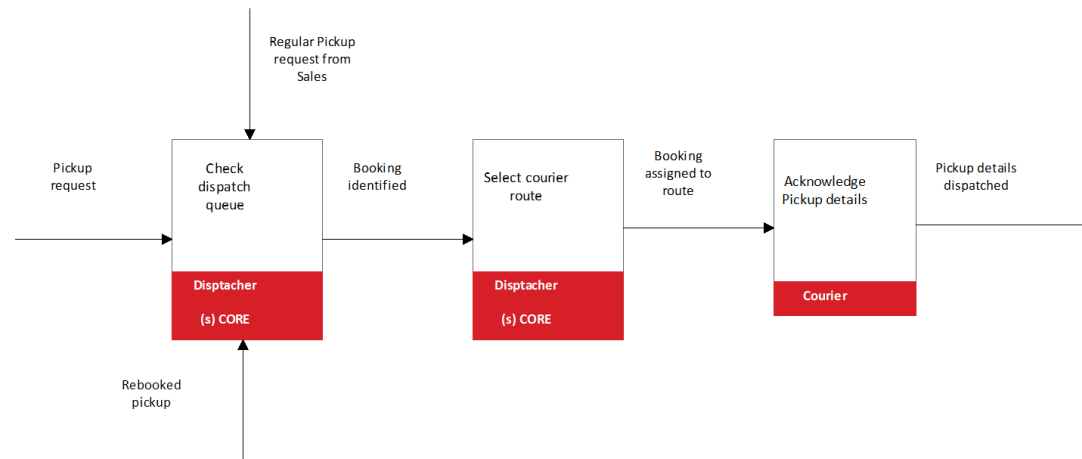 Regular Pickup
request from
Sales
Pickup
request
Check
dispatch
queue
Booking
identified
Select courier
route
Booking
assigned to
route
Acknowledge
Pickup details
Pickup details
dispatched
Disptacher
(s) CORE
Disptacher
(s) CORE
Courier
Rebooked
pickup